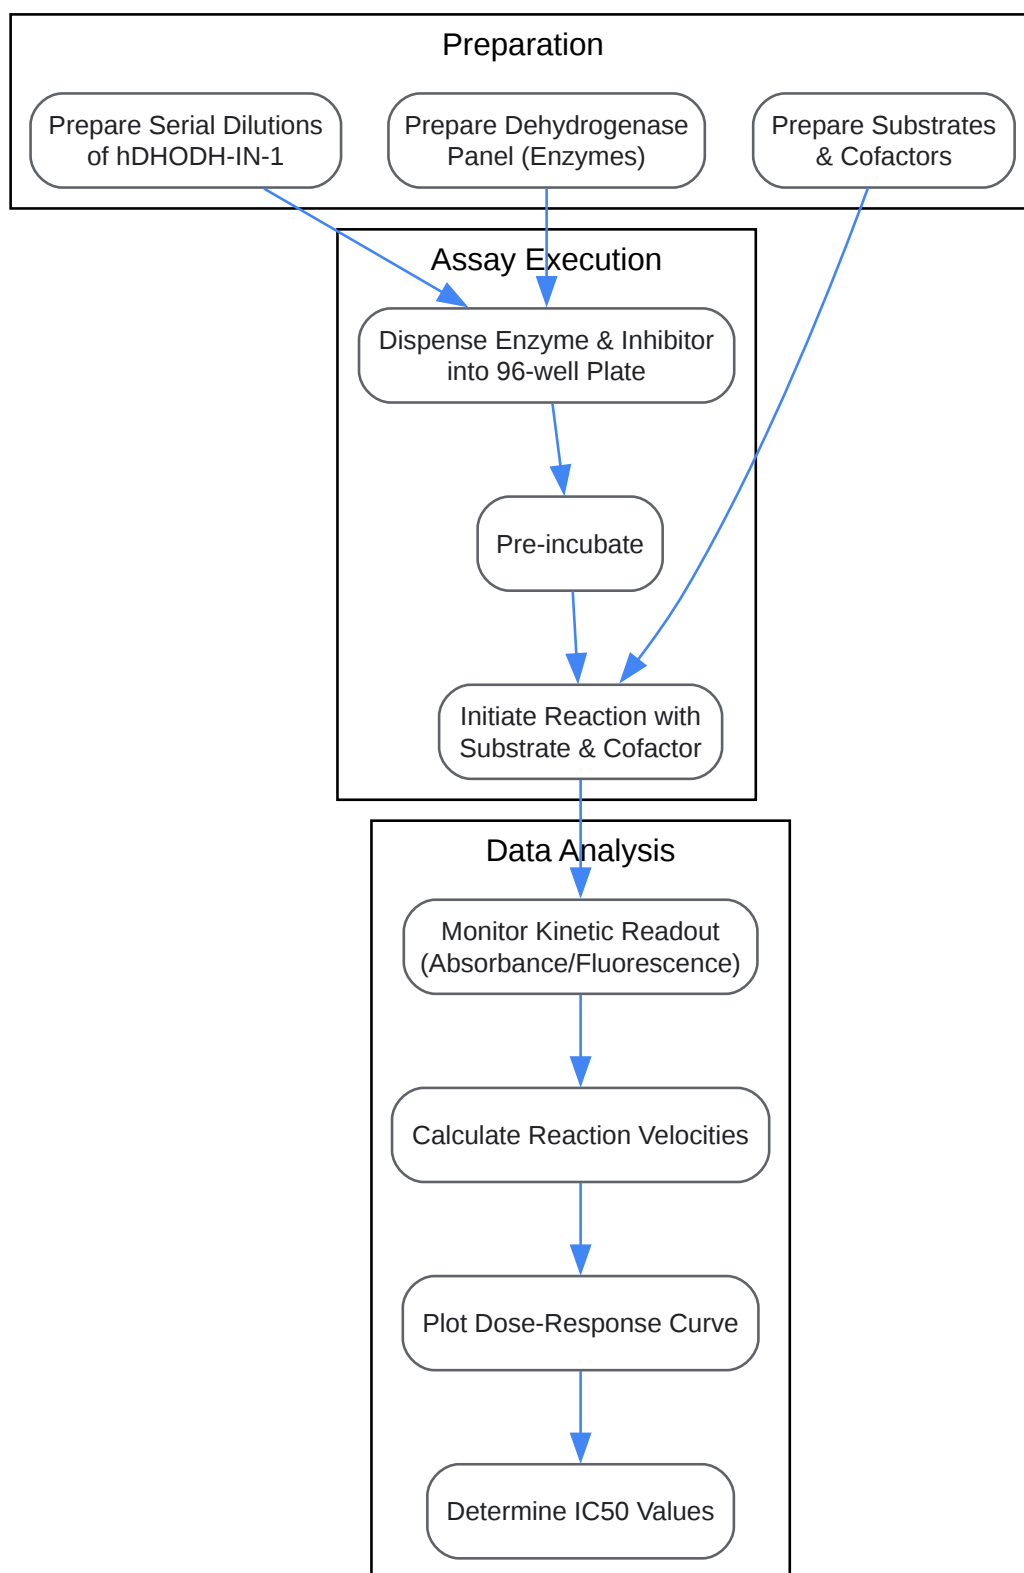 Preparation
Prepare Serial Dilutions
of hDHODH-IN-1
Prepare Dehydrogenase
Panel (Enzymes)
Prepare Substrates
& Cofactors
Assay Execution
Dispense Enzyme & Inhibitor
into 96-well Plate
Pre-incubate
Initiate Reaction with
Substrate & Cofactor
Data Analysis
Monitor Kinetic Readout
(Absorbance/Fluorescence)
Calculate Reaction Velocities
Plot Dose-Response Curve
Determine IC50 Values